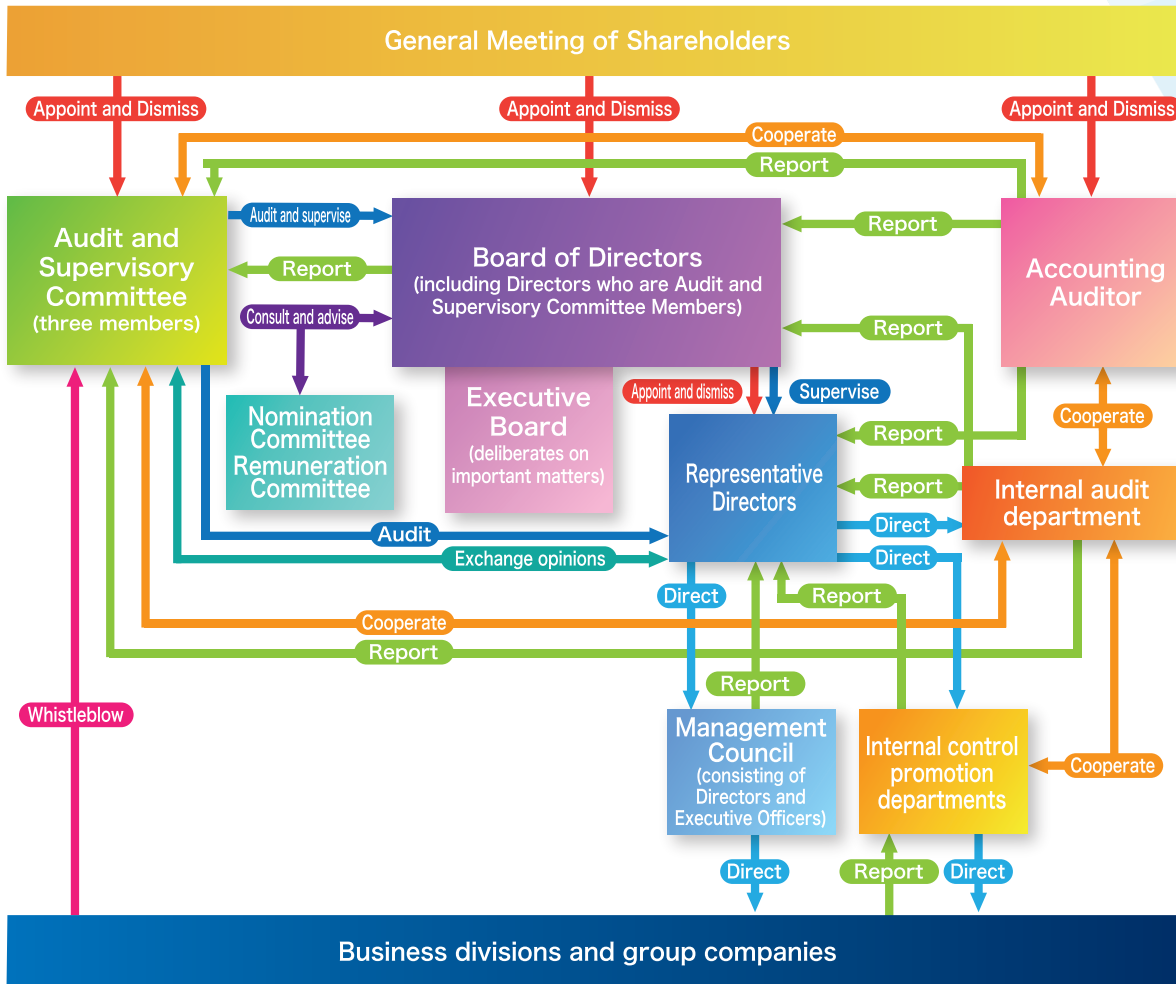 General Meeting of Shareholders
Appoint and Dismiss
Appoint and Dismiss
Appoint and Dismiss
Cooperate
Report
Audit and
Supervisory
Committee
(three members)
Audit and supervise
Report
Consult and advise
Board of Directors
(including Directors who are Audit and
Supervisory Committee Members)
Report
Accounting
Auditor
Report
Nomination
Committee
Remuneration
Committee
Executive
Board
(deliberates on
important matters)
Appoint and dismiss
Supervise
Cooperate
Report
Representative
Directors
Report
Internal audit
department
Audit
Direct
Exchange opinions
Direct
Direct
Report
Cooperate
Report
Report
Whistleblow
Management
Council
(consisting of
Directors and
Executive Officers)
Internal control
promotion
departments
Cooperate
Direct
Report
Direct
Business divisions and group companies